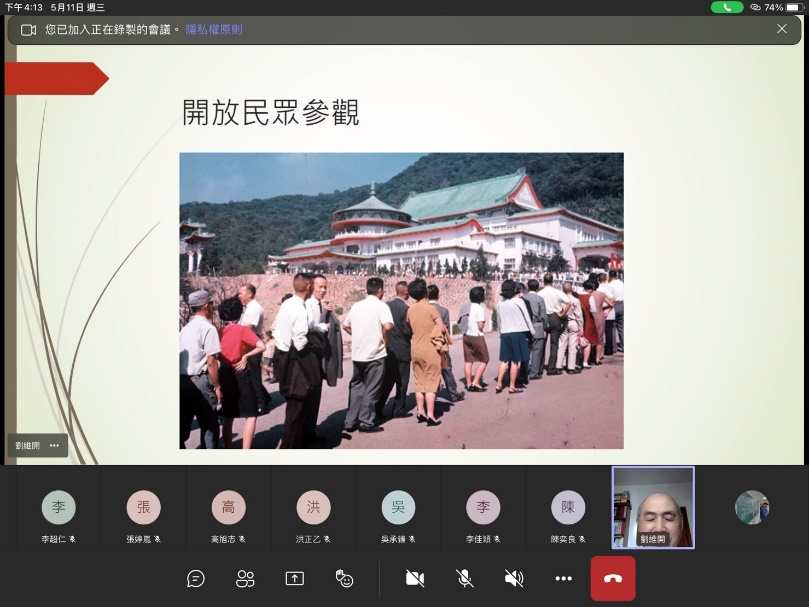 下午4:13 5月11日 週三
74%
您已加入正在錄製的會議。 隱私權原則
開放民眾參觀
劉維開
李 張 高 洪 吳 李 陳
李超仁 張婷嵐 高旭志 洪正乙 吳承臻 李佳穎 陳奕良 劉維開